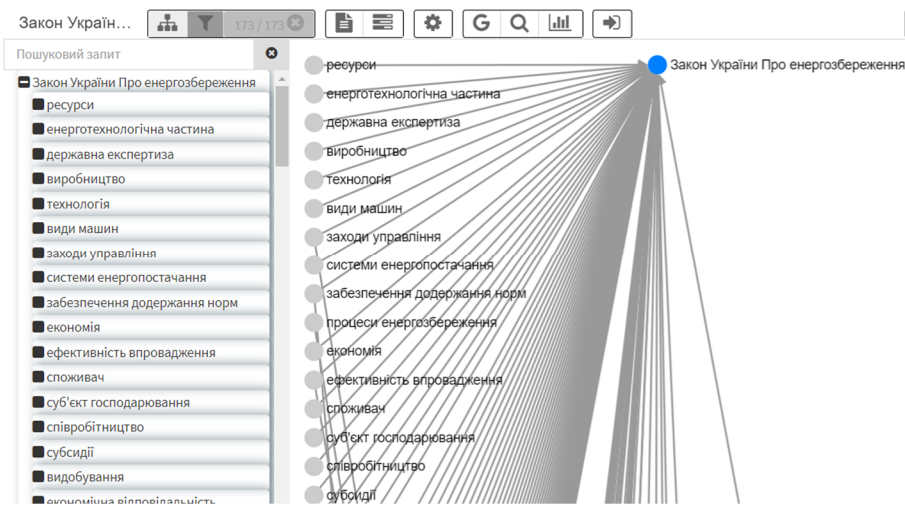 Закон Україн...
173 / 173
Пошуковий запит
Закон України Про енергозбереження
ресурси
енерготехнологічна частина
державна експертиза
виробництво
технологія
види машин
заходи управління
системи енергопостачання
забезпечення додержання норм
економія
ефективність впровадження
споживач
суб'єкт господарювання
співробітництво
субсидії
видобування
економічна відповідальність
ресурси
енерготехнологічна частина
державна експертиза
виробництво
технологія
види машин
заходи управління
системи енергопостачання
забезпечення додержання норм
процеси енергозбереження
економія
ефективність впровадження
споживач
суб'єкт господарювання
співробітництво
субсидії
Закон України Про енергозбереження